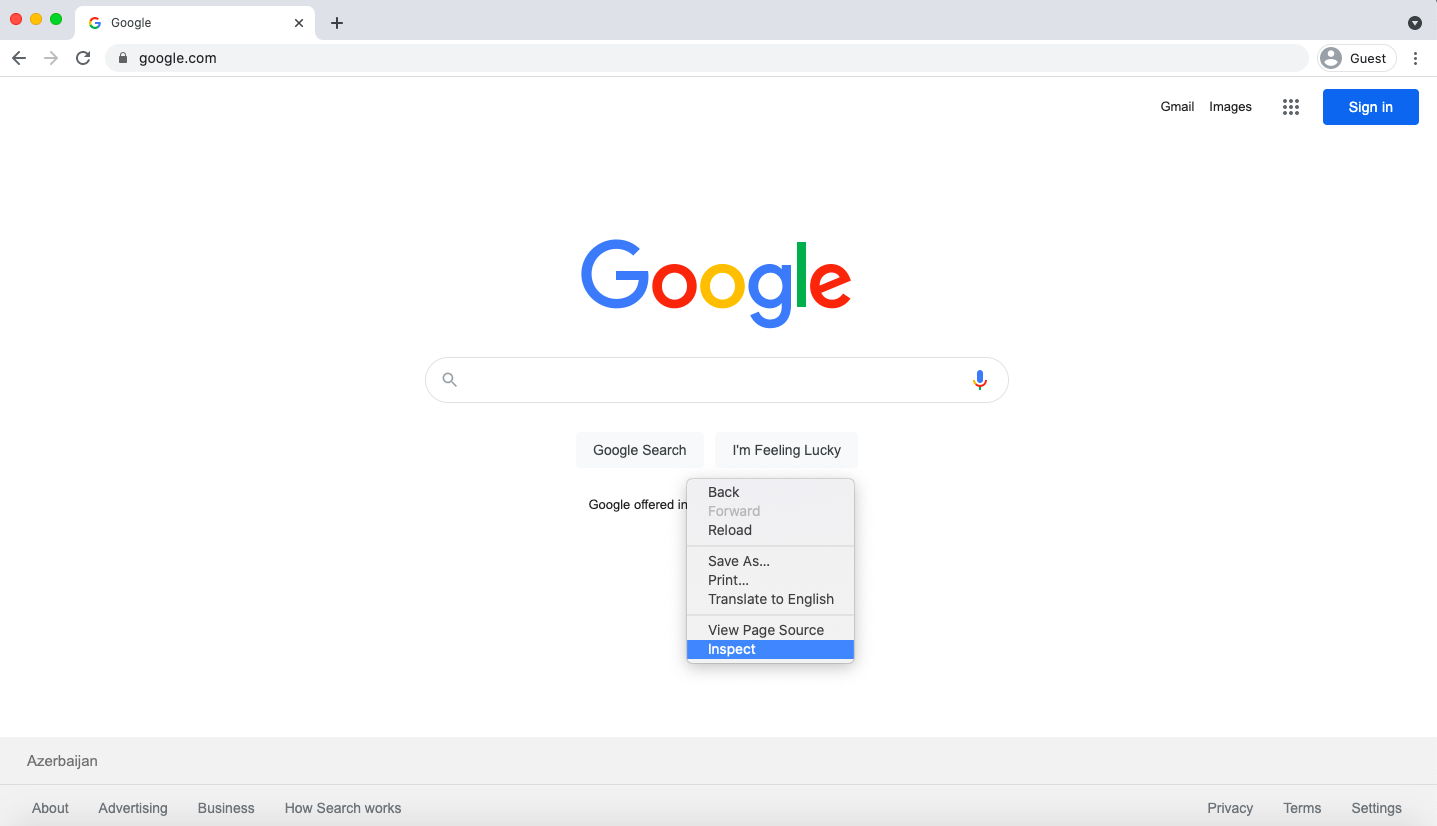 Google
google.com
Guest
Gmail Images Sign in
Google
Google Search I'm Feeling Lucky
Google offered in
Back
Forward
Reload
Save As...
Print...
Translate to English
View Page Source
Inspect
Azerbaijan
About Advertising Business How Search works Privacy Terms Settings